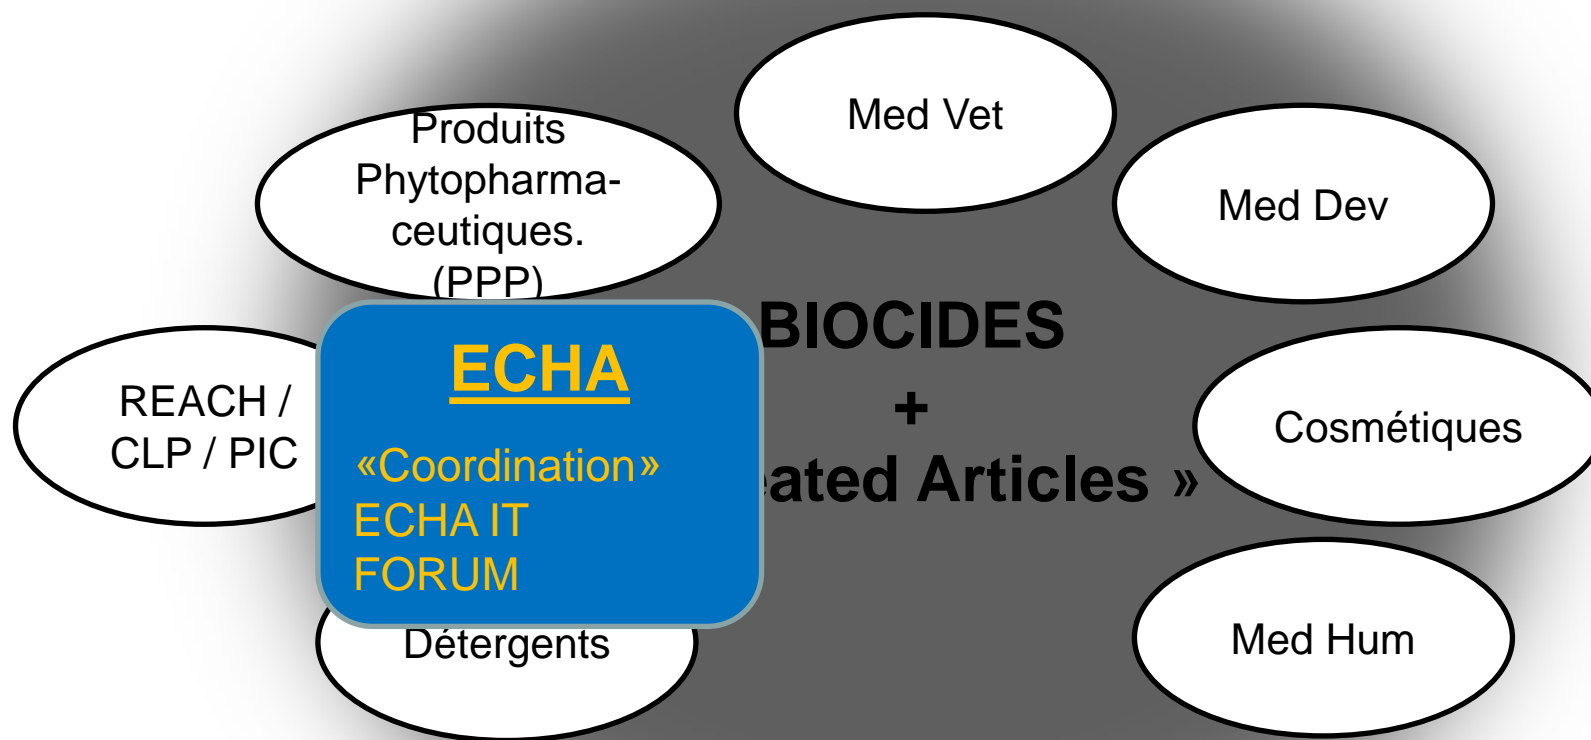 Med Vet
Produits
Phytopharma-
ceutiques.
(PPP)
Med Dev
BIOCIDES
+
Articles »
ECHA
«Coordination»
ECHA IT
FORUM
REACH /
CLP / PIC
Cosmétiques
Détergents
Med Hum